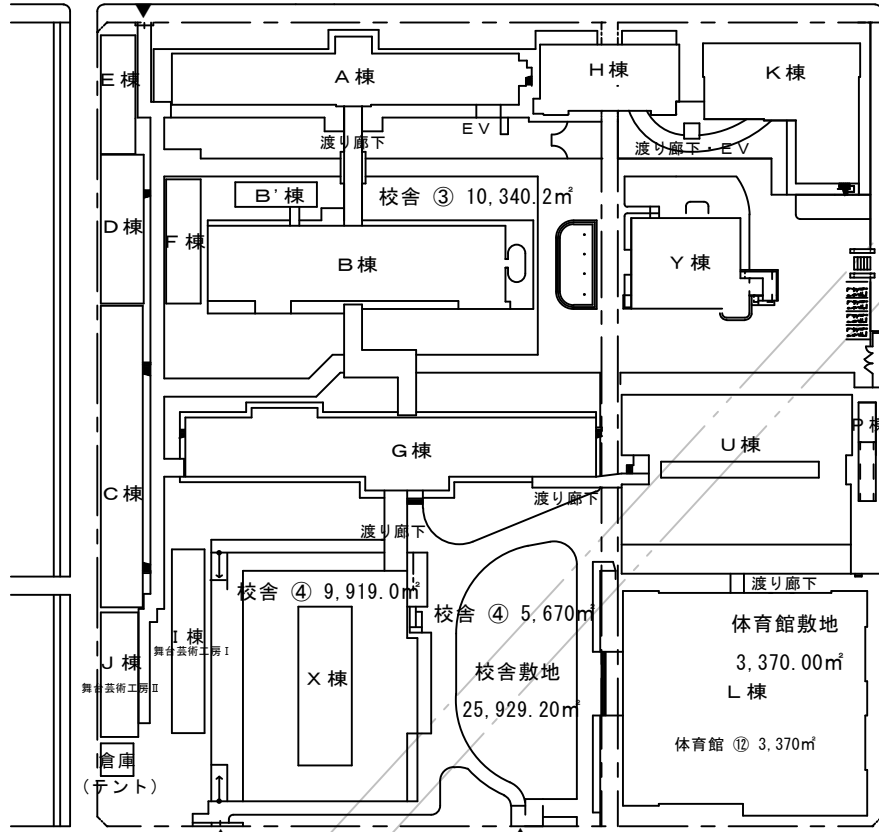 E棟
A棟
H棟
K棟
EV
渡り廊下
渡り廊下・EV
B'棟
校舎 ③ 10,340.2㎡
D棟
F棟
B棟
Y棟
P棟
U棟
G棟
C棟
渡り廊下
渡り廊下
渡り廊下
校舎 ④ 9,919.0㎡
校舎 ④ 5,670㎡
体育館敷地
3,370.00㎡
I棟
舞台芸術工房Ⅰ
J棟
舞台芸術工房Ⅱ
X棟
校舎敷地
25,929.20㎡
L棟
体育館 ⑫ 3,370㎡
倉庫
(テント)